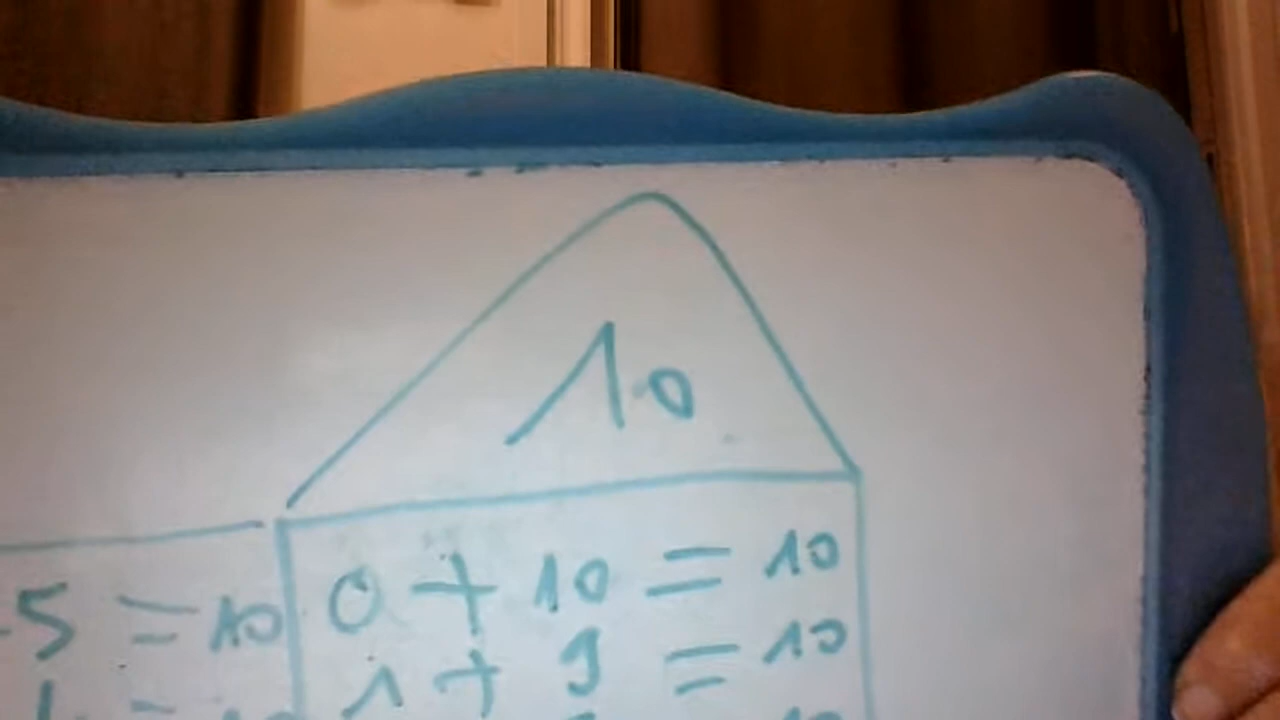 10
0 + 10 = 10
1 + 9 = 10
5 = 10